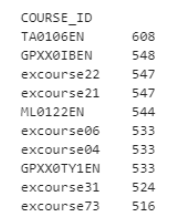 COURSE_ID
TA0106EN 608
GPXX0IBEN 548
excourse22 547
excourse21 547
ML0122EN 544
excourse06 533
excourse04 533
GPXX0TY1EN 533
excourse31 524
excourse73 516